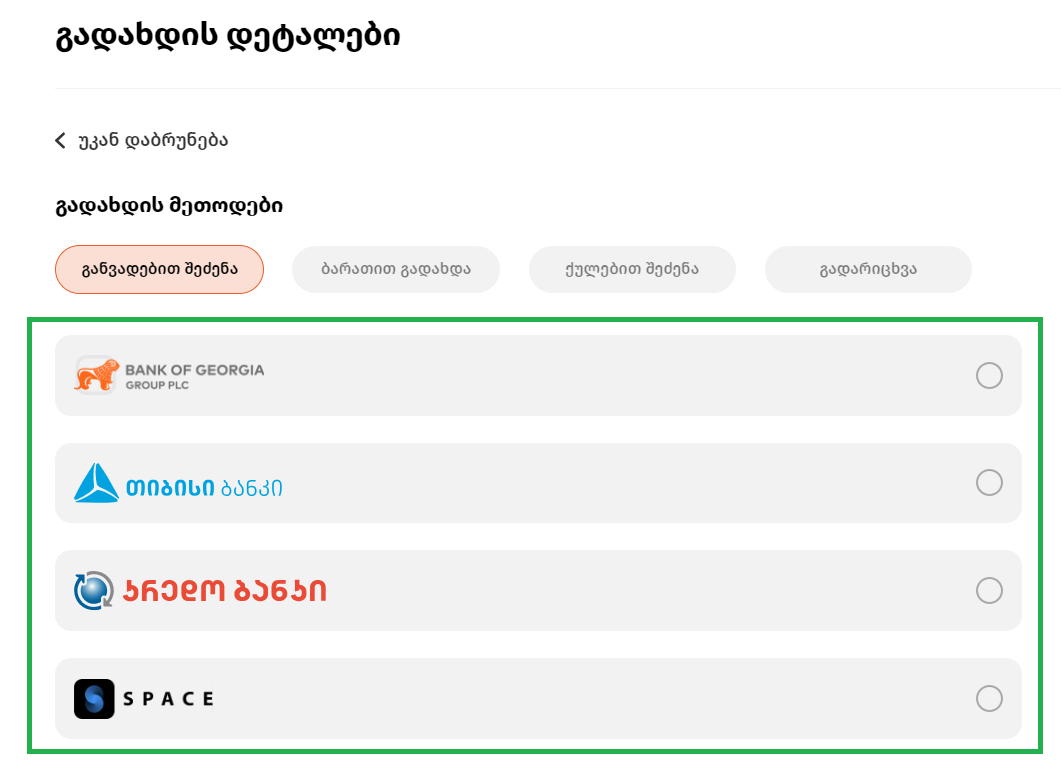 გადახდის დეტალები
უკან დაბრუნება
გადახდის მეთოდები
განვადებით შეძენა ბარათით გადახდა ქულებით შეძენა გადარიცხვა
BANK OF GEORGIA
GROUP PLC
თიბისი ბანკი
კრედო ბანკი
SPACE